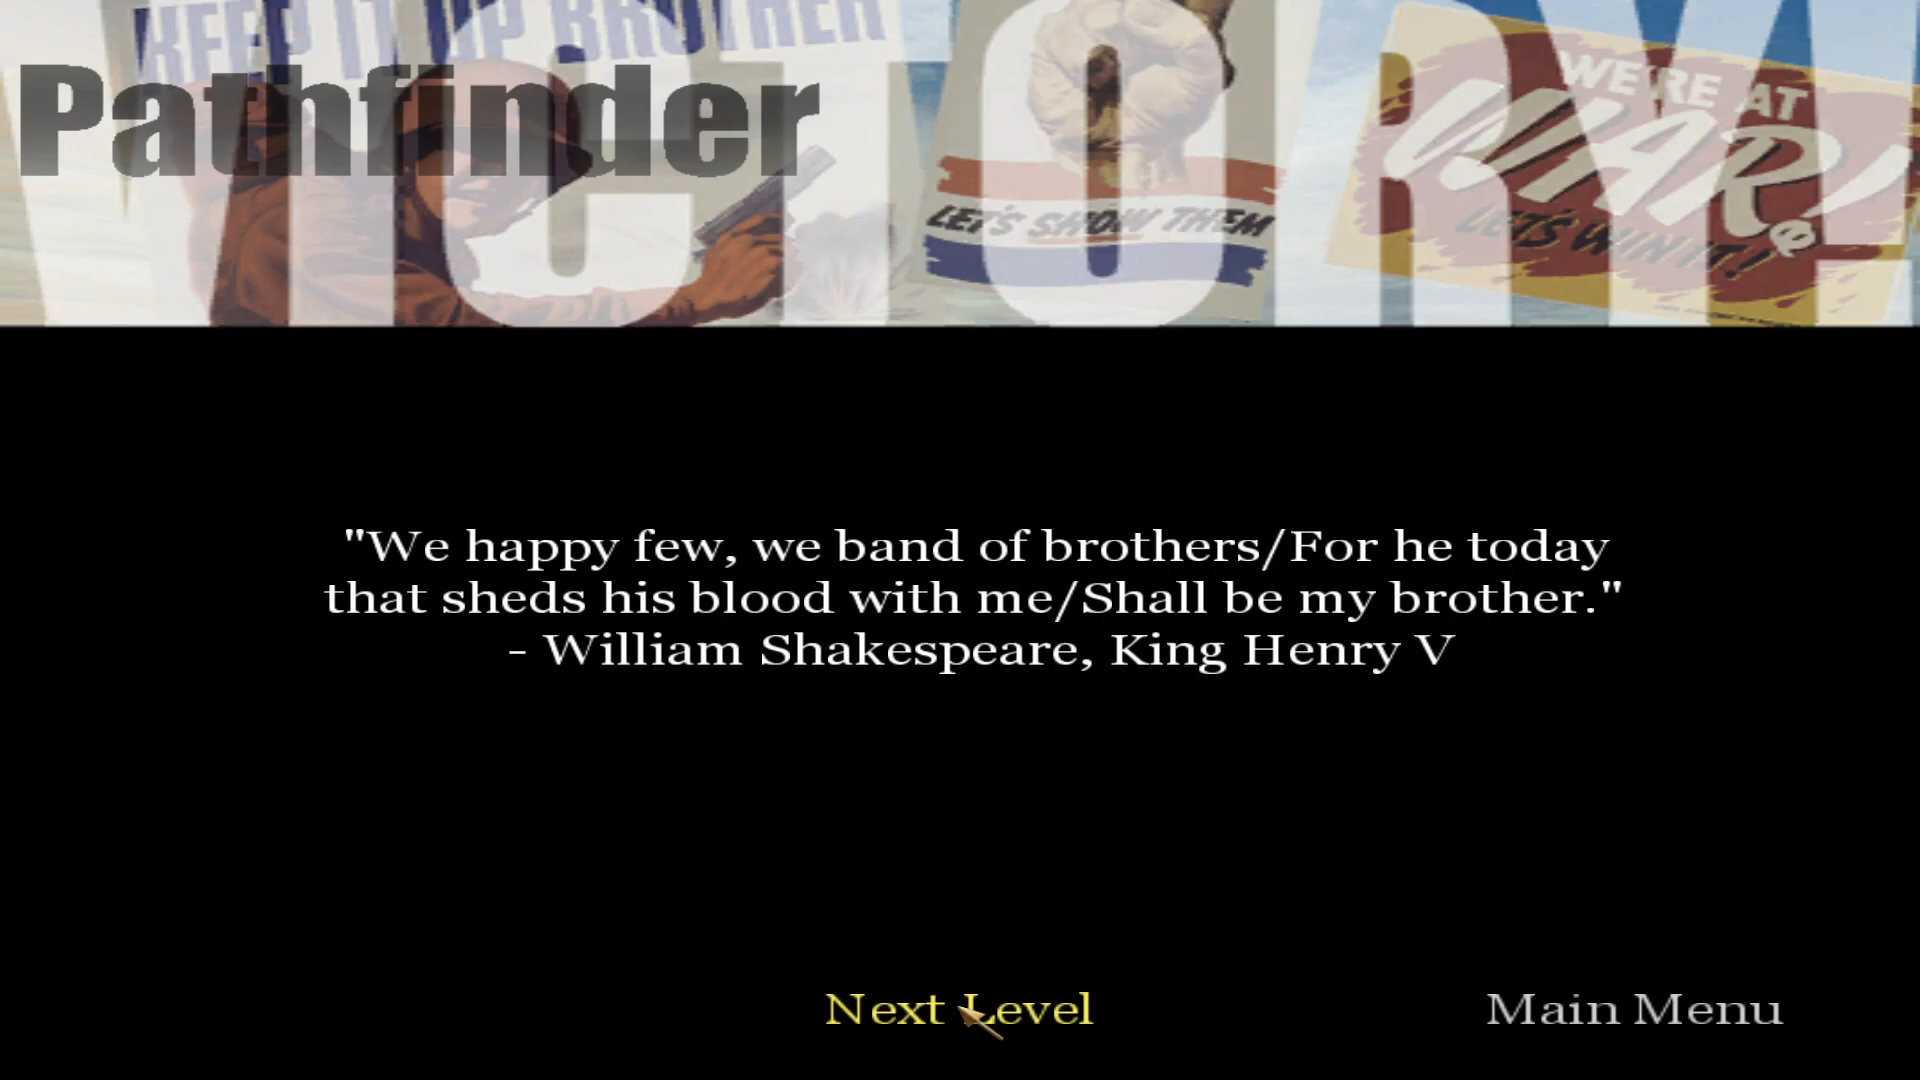 KEEP IT UP BROTHER
VICTORY
Pathfinder
WE'RE AT
WAR!
LET'S SHOW THEM
LET'S WIN IT!
"We happy few, we band of brothers/For he today
that sheds his blood with me/Shall be my brother."
- William Shakespeare, King Henry V
Next Level
Main Menu